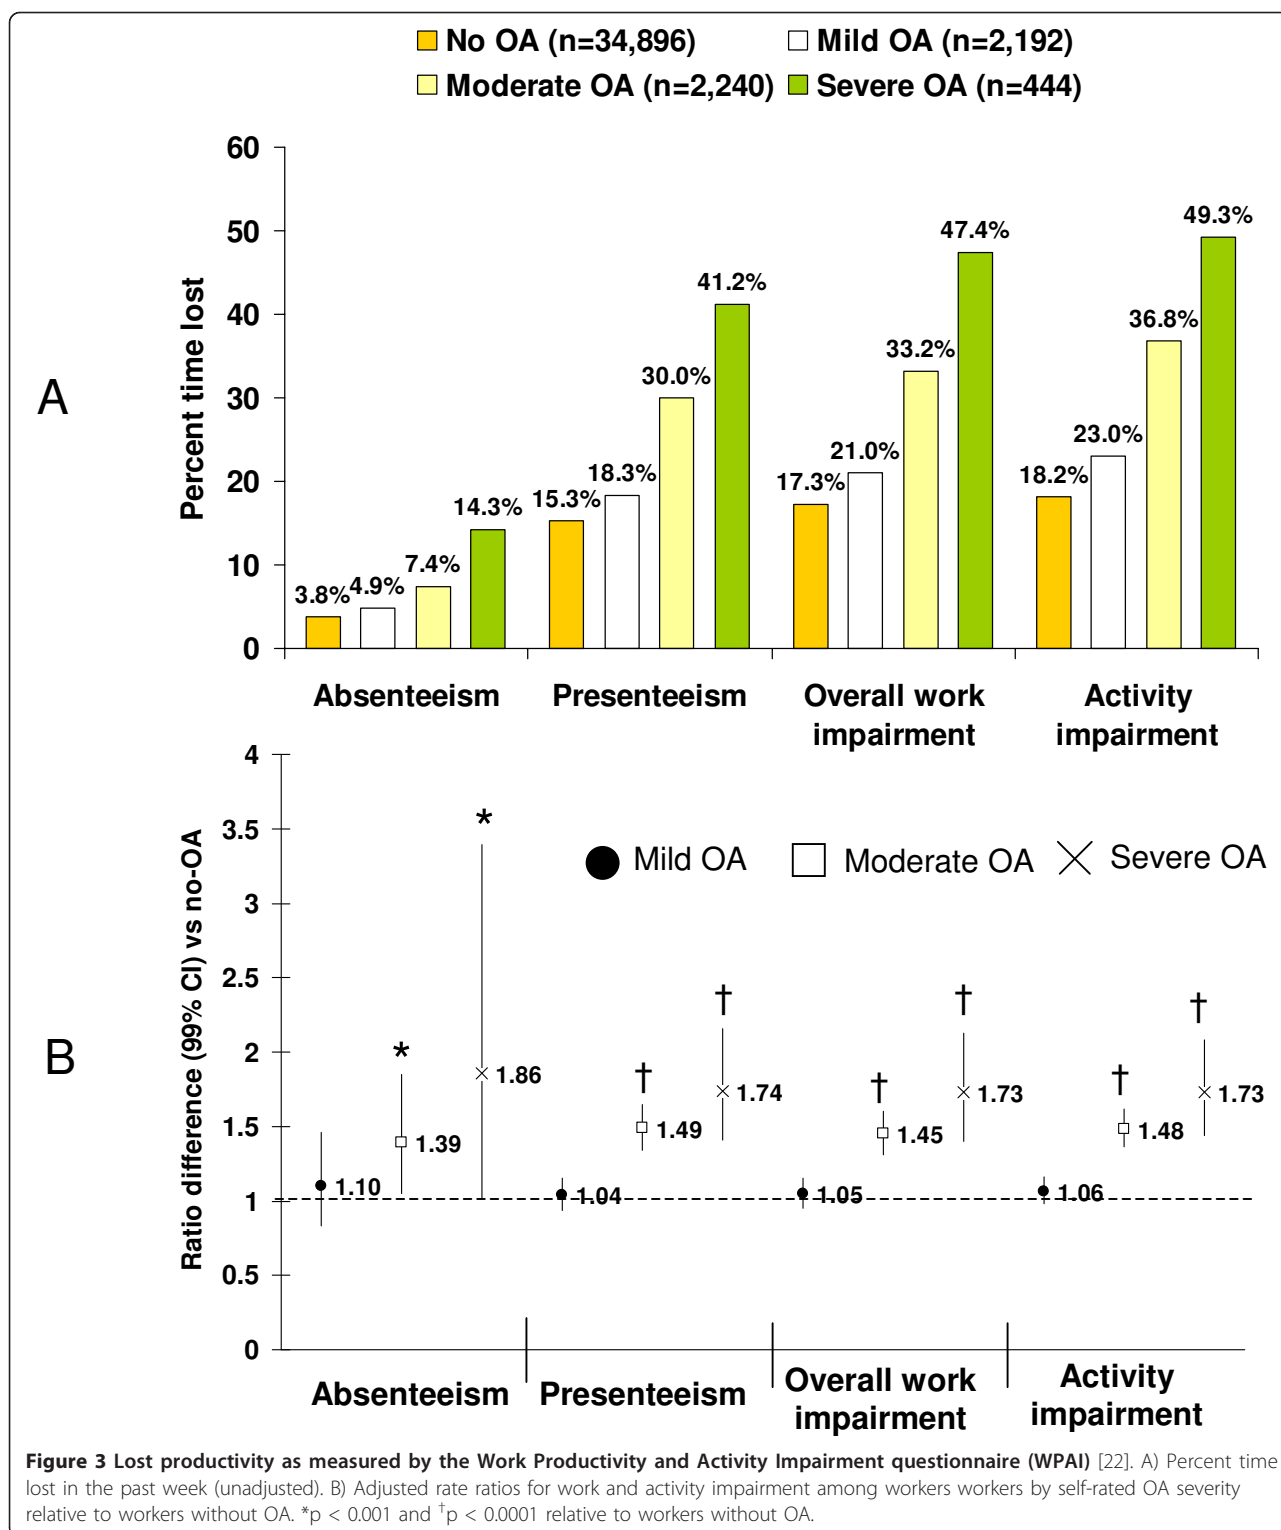 No OA (n=34,896) Mild OA (n=2,192)
Moderate OA (n=2,240) Severe OA (n=444)
A
Percent time lost
60
50
40
30
20
10
0
3.8% 4.9% 7.4% 14.3%
15.3% 18.3% 30.0% 41.2%
17.3% 21.0% 33.2% 47.4%
18.2% 23.0% 36.8% 49.3%
Absenteeism Presenteeism Overall work Activity
impairment impairment
B
Ratio difference (99% CI) vs no-OA
4
3.5
3
2.5
2
1.5
1
0.5
0
Mild OA Moderate OA Severe OA
1.10 * 1.39 * 1.86
1.04 † 1.49 † 1.74
1.05 † 1.45 † 1.73
1.06 † 1.48 † 1.73
Absenteeism Presenteeism Overall work Activity
impairment impairment
Figure 3 Lost productivity as measured by the Work Productivity and Activity Impairment questionnaire (WPAI) [22]. A) Percent time
lost in the past week (unadjusted). B) Adjusted rate ratios for work and activity impairment among workers workers by self-rated OA severity
relative to workers without OA. *p < 0.001 and †p < 0.0001 relative to workers without OA.